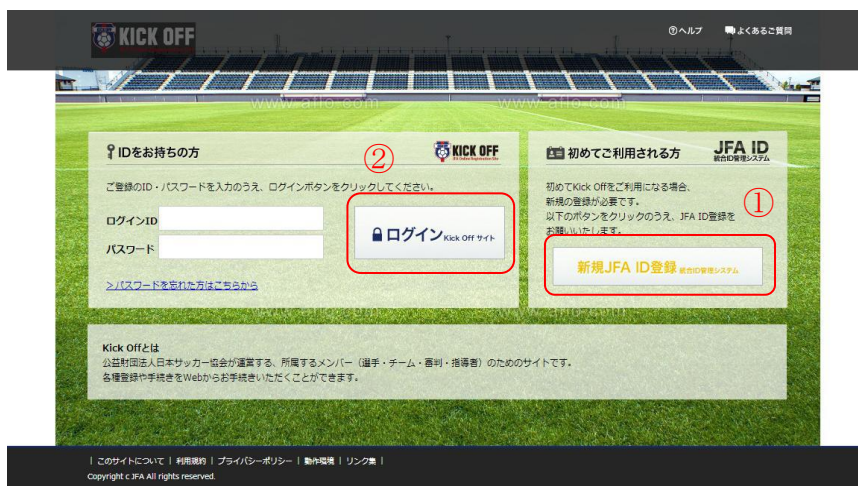 KICK OFF
ヘルプ
よくあるご質問
IDをお持ちの方
②
KICK OFF
初めてご利用される方
JFA ID
統合ID管理システム
ご登録のID・パスワードを入力のうえ、ログインボタンをクリックしてください。
ログインID
パスワード
ログイン Kick Off サイト
>パスワードを忘れた方はこちらから
初めてKick Offをご利用になる場合、
新規の登録が必要です。
①
以下のボタンをクリックのうえ、JFA ID登録を
お願いいたします。
新規JFA ID登録 統合ID管理システム
Kick Offとは
公益財団法人日本サッカー協会が運営する、所属するメンバー（選手・チーム・審判・指導者）のためのサイトです。
各種登録や手続きをWebからお手続きいただくことができます。
| このサイトについて | 利用規約 | プライバシーポリシー | 動作環境 | リンク集 |
Copyright c JFA All rights reserved.